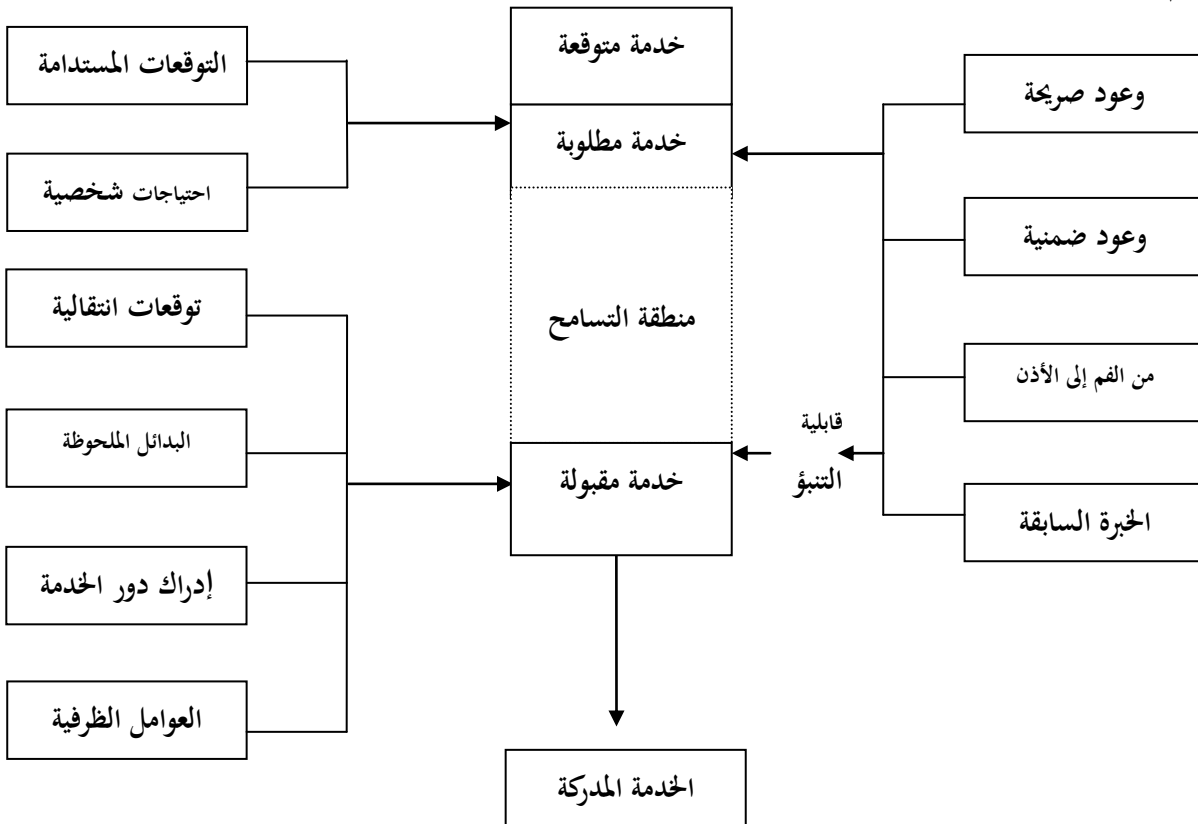 خدمة متوقعة
وعود صريحة
التوقعات المستدامة
خدمة مطلوبة
احتياجات شخصية
وعود ضمنية
توقعات انتقالية
منطقة التسامح
من الفم إلى الأذن
قابلية
التنبؤ
البدائل الملحوظة
خدمة مقبولة
الخبرة السابقة
إدراك دور الخدمة
العوامل الظرفية
الخدمة المدركة